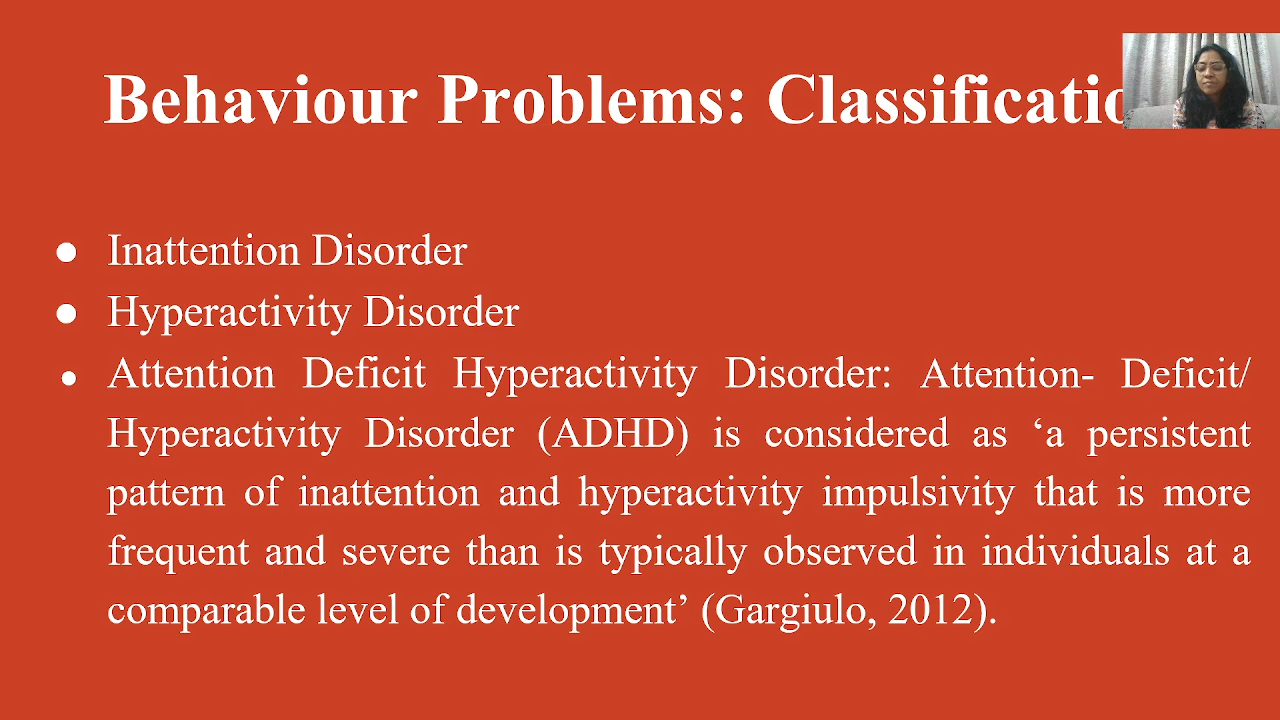 Behaviour Problems: Classificatio
● Inattention Disorder
● Hyperactivity Disorder
● Attention Deficit Hyperactivity Disorder: Attention- Deficit/
Hyperactivity Disorder (ADHD) is considered as ‘a persistent
pattern of inattention and hyperactivity impulsivity that is more
frequent and severe than is typically observed in individuals at a
comparable level of development’ (Gargiulo, 2012).